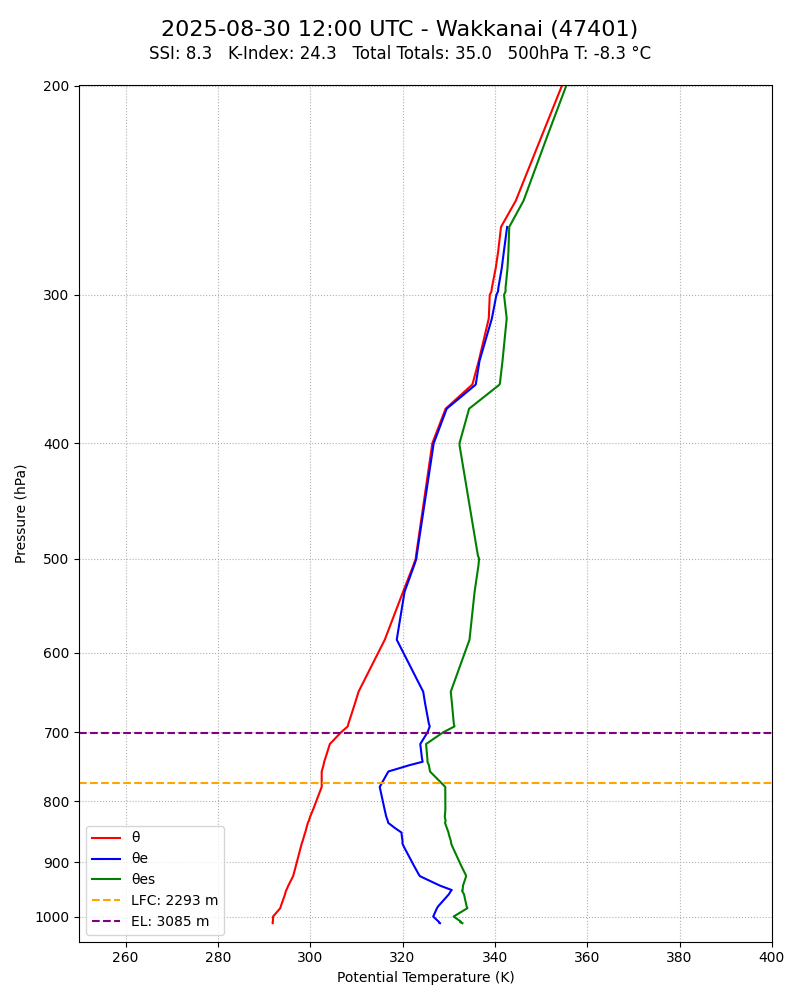 2025-08-30 12:00 UTC - Wakkanai (47401)
SSI: 8.3   K-Index: 24.3   Total Totals: 35.0   500hPa T: -8.3 °C
200
300
400
500
600
700
800
900
1000
Pressure (hPa)
θ
θe
θes
LFC: 2293 m
EL: 3085 m
260
280
300
320
340
360
380
400
Potential Temperature (K)